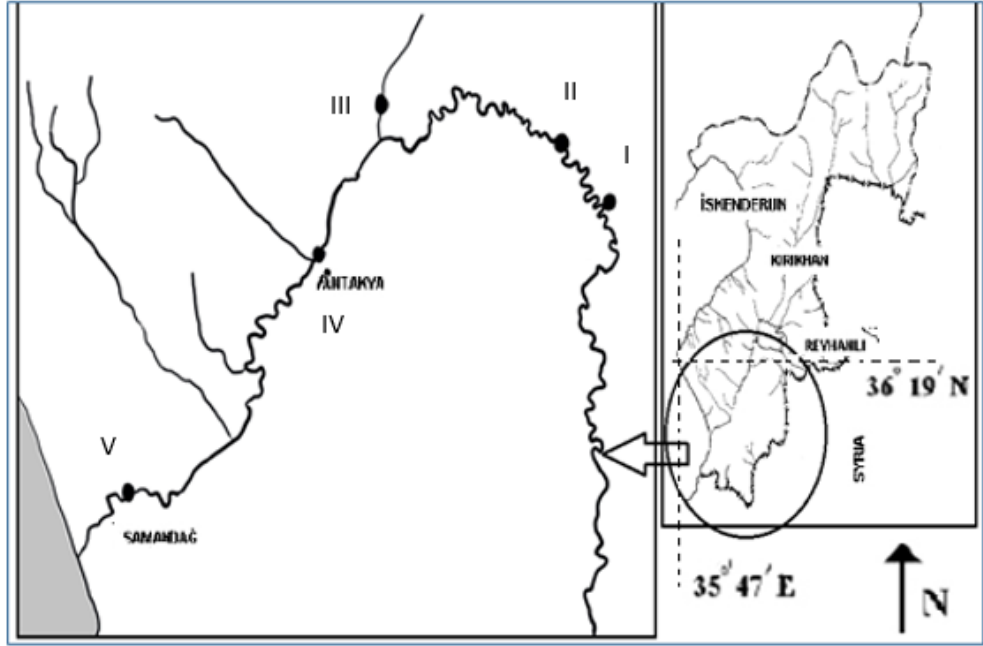 II
III
I
ANTAKYA
IV
V
SAMANDAĞ
İSKENDERUN
KIRIKHAN
REYHANLI
36° 19' N
SYRIA
35° 47' E
N